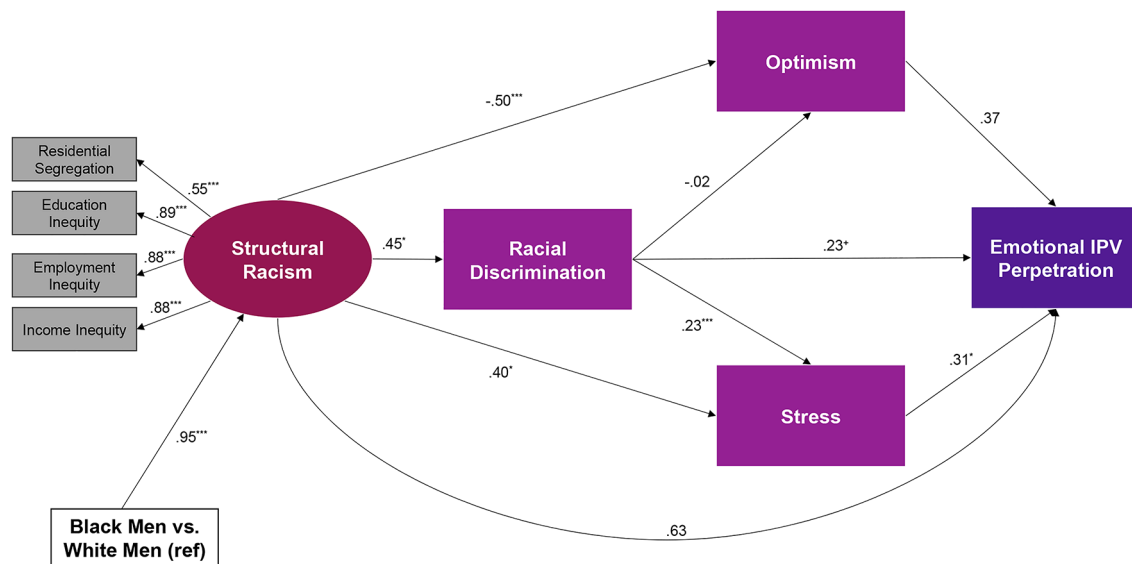 Optimism
-.50***
.37
Residential
Segregation
.55***
-.02
Education
Inequity
.89***
Structural
Racism
.45*
Racial
Discrimination
.23+
Emotional IPV
Perpetration
Employment
Inequity
.88***
.88***
Income Inequity
.23***
.40*
.31*
Stress
.95***
.63
Black Men vs.
White Men (ref)